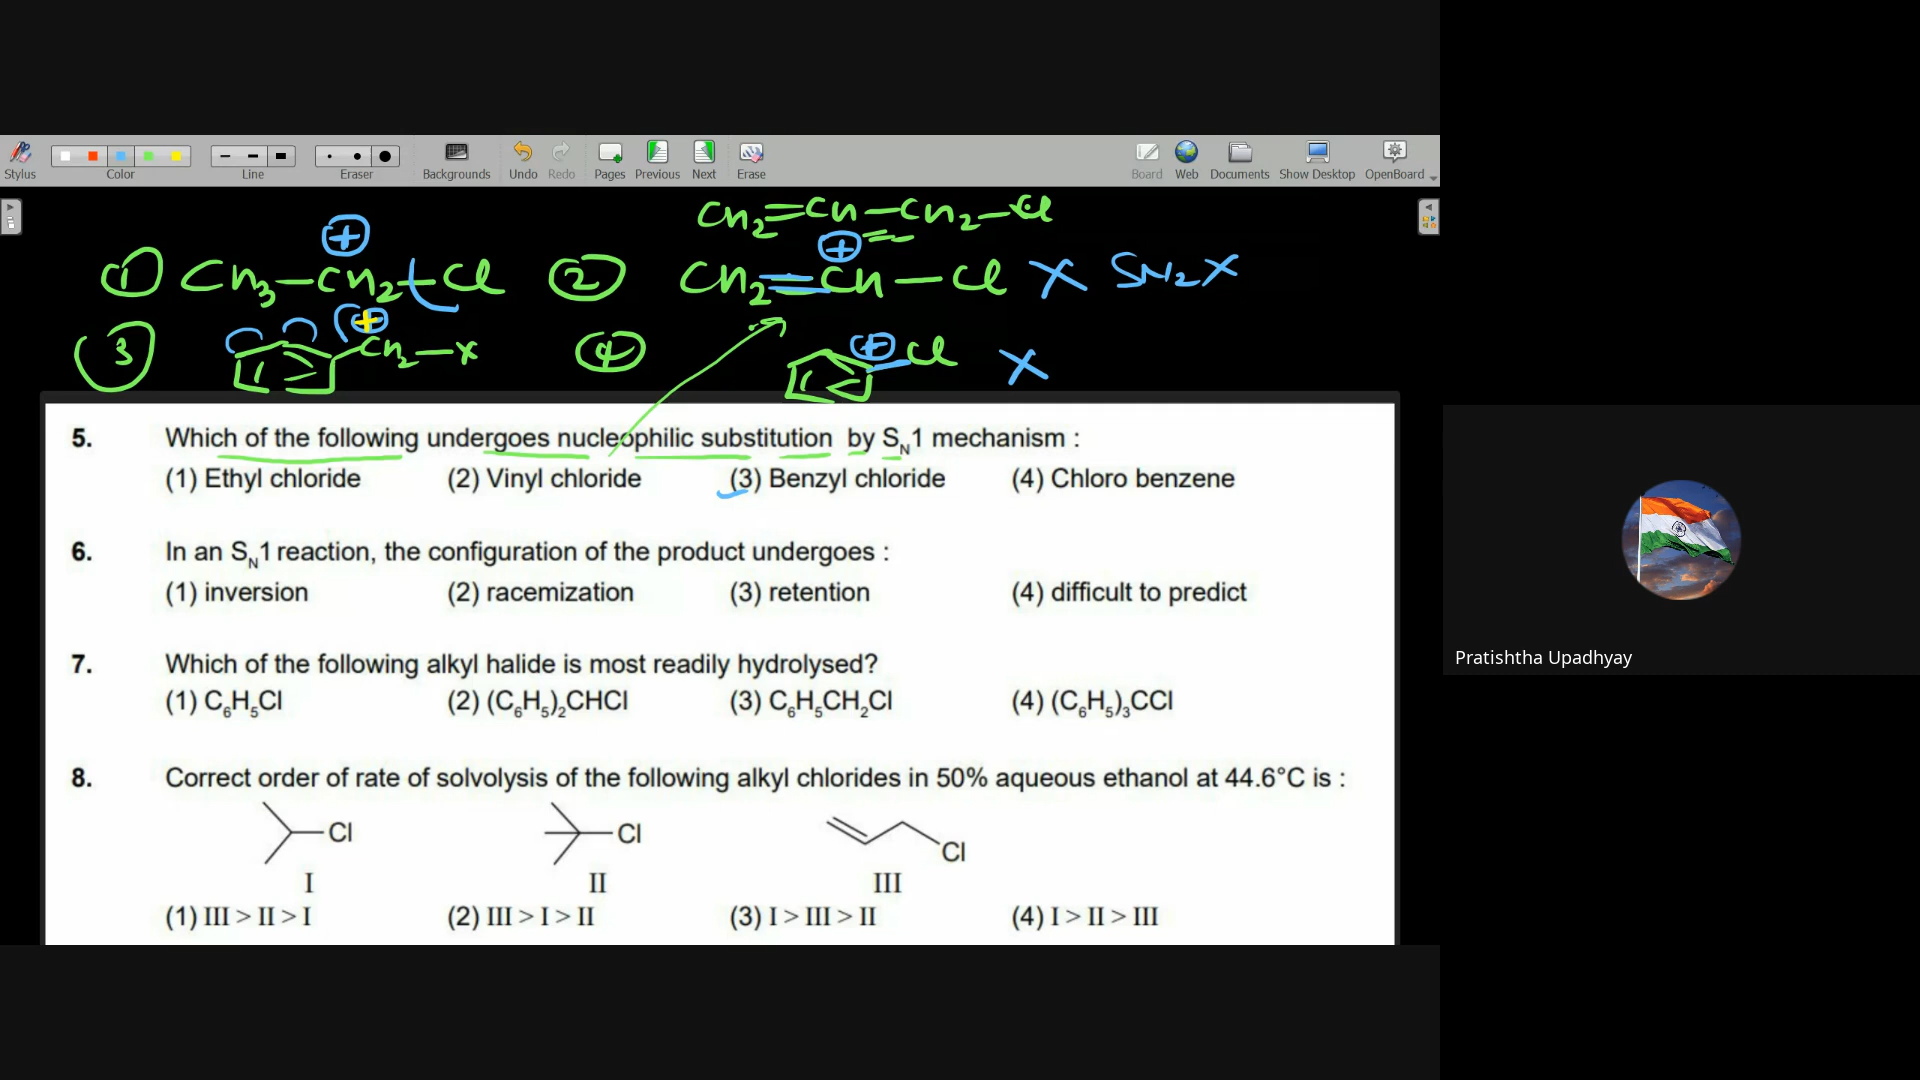 Stylus Color Line Eraser Backgrounds Undo Redo Pages Previous Next Erase Board Web Documents Show Desktop OpenBoard
CH2=CH-CH2-Cl
① CH3-CH2-Cl ② CH2=CH-Cl X SN2X
③ CH2-X ④ Cl X
5. Which of the following undergoes nucleophilic substitution by SN1 mechanism :
(1) Ethyl chloride (2) Vinyl chloride (3) Benzyl chloride (4) Chloro benzene
6. In an SN1 reaction, the configuration of the product undergoes :
(1) inversion (2) racemization (3) retention (4) difficult to predict
7. Which of the following alkyl halide is most readily hydrolysed?
(1) C6H5Cl (2) (C6H5)2CHCl (3) C6H5CH2Cl (4) (C6H5)3CCl
8. Correct order of rate of solvolysis of the following alkyl chlorides in 50% aqueous ethanol at 44.6°C is :
Cl Cl Cl
I II III
(1) III > II > I (2) III > I > II (3) I > III > II (4) I > II > III
Pratishtha Upadhyay